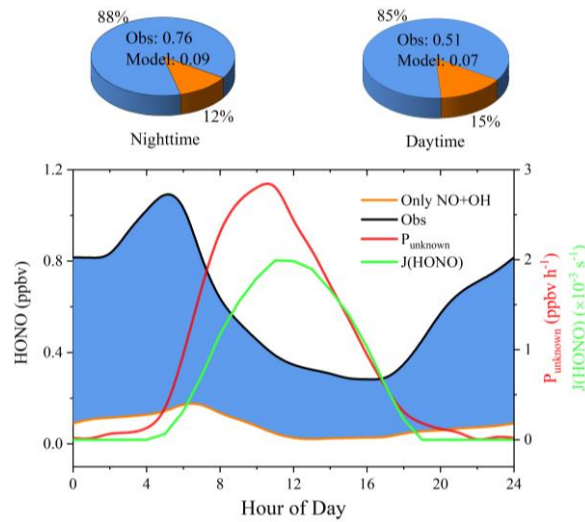 88%
Obs: 0.76
Model: 0.09
12%
Nighttime
85%
Obs: 0.51
Model: 0.07
15%
Daytime
1.2
0.8
0.4
0.0
HONO (ppbv)
Only NO+OH
Obs
Punknown
J(HONO)
3
2
1
0
Punknown (ppbv h⁻¹)
J(HONO) (×10⁻³ s⁻¹)
0 4 8 12 16 20 24
Hour of Day